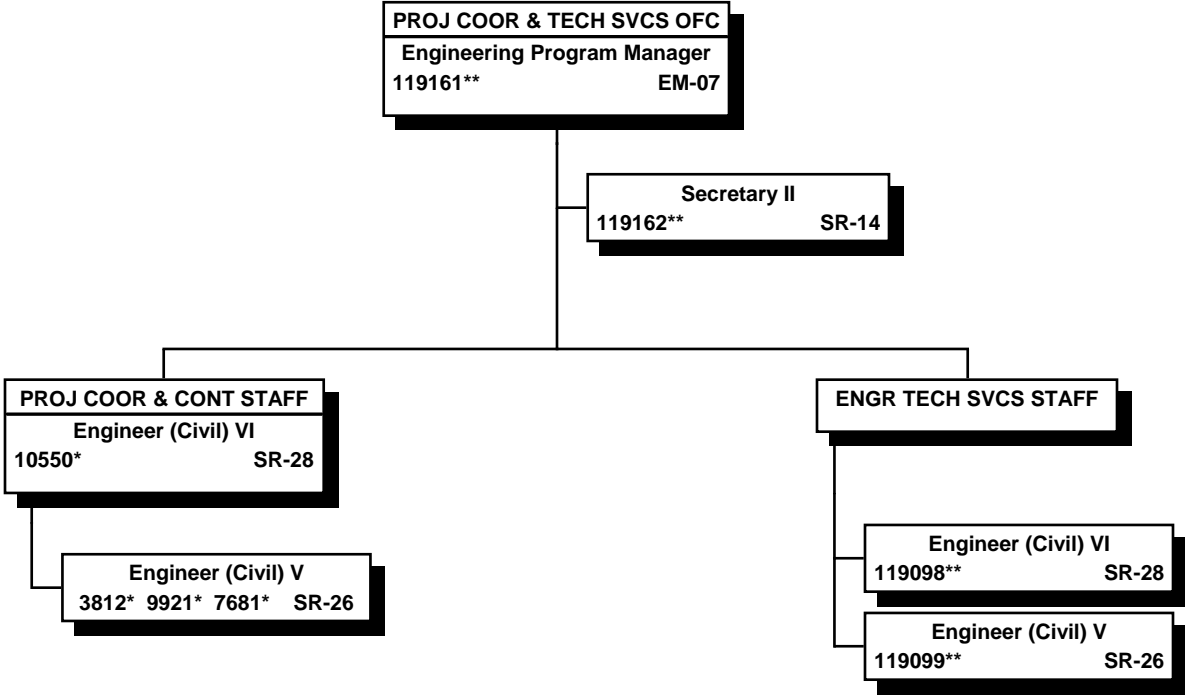 PROJ COOR & TECH SVCS OFC
Engineering Program Manager
119161** EM-07
Secretary II
119162** SR-14
PROJ COOR & CONT STAFF
Engineer (Civil) VI
10550* SR-28
Engineer (Civil) V
3812* 9921* 7681* SR-26
ENGR TECH SVCS STAFF
Engineer (Civil) VI
119098** SR-28
Engineer (Civil) V
119099** SR-26